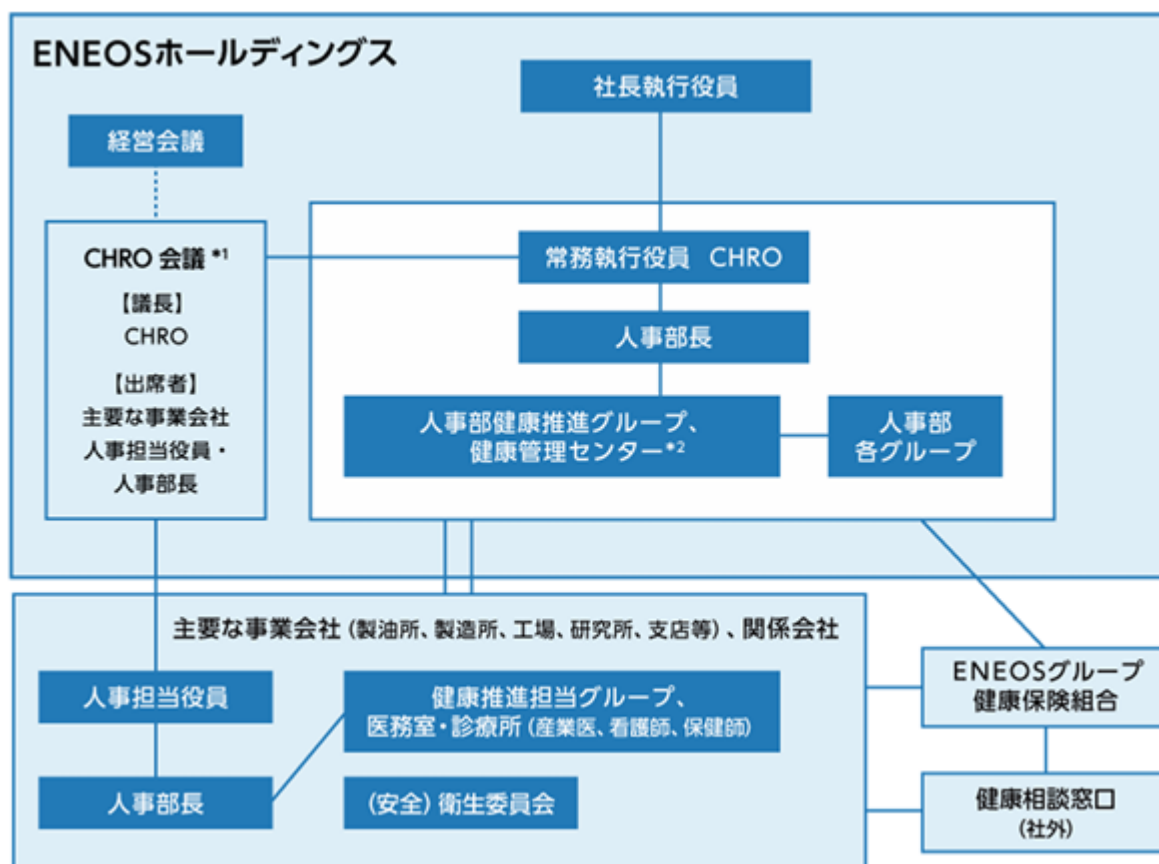 ENEOSホールディングス
社長執行役員
経営会議
CHRO 会議 *1
【議長】
CHRO
【出席者】
主要な事業会社
人事担当役員・
人事部長
常務執行役員 CHRO
人事部長
人事部健康推進グループ、
健康管理センター*2
人事部
各グループ
主要な事業会社 (製油所、製造所、工場、研究所、支店等) 、関係会社
人事担当役員
人事部長
健康推進担当グループ、
医務室・診療所 (産業医、看護師、保健師)
(安全) 衛生委員会
ENEOSグループ
健康保険組合
健康相談窓口
(社外)